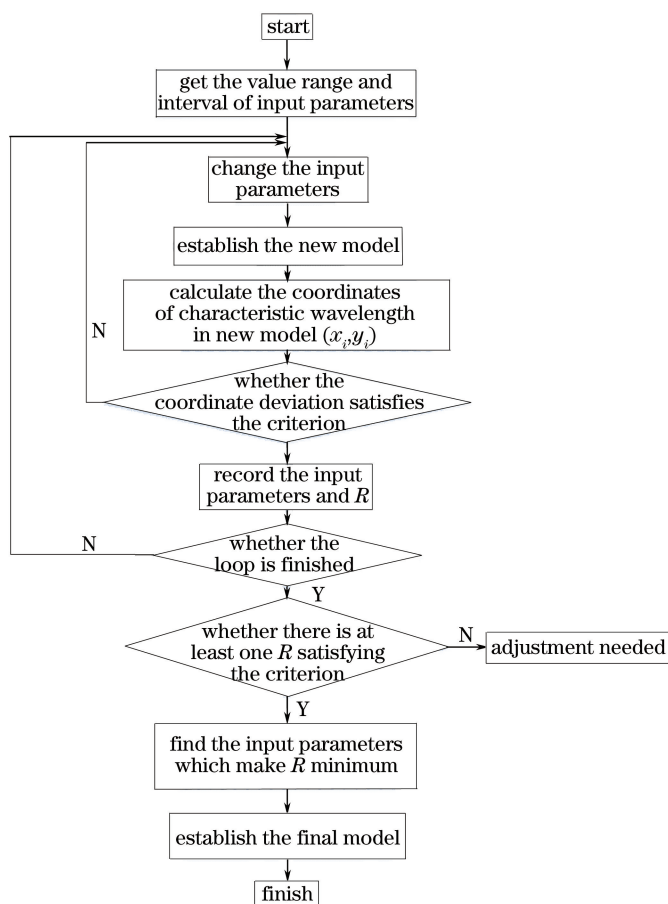 start
get the value range and
interval of input parameters
change the input
parameters
establish the new model
calculate the coordinates
of characteristic wavelength
in new model (xᵢ,yᵢ)
N
whether the
coordinate deviation satisfies
the criterion
record the input
parameters and R
N
whether the
loop is finished
Y
whether there is at
least one R satisfying
the criterion
N
adjustment needed
Y
find the input parameters
which make R minimum
establish the final model
finish